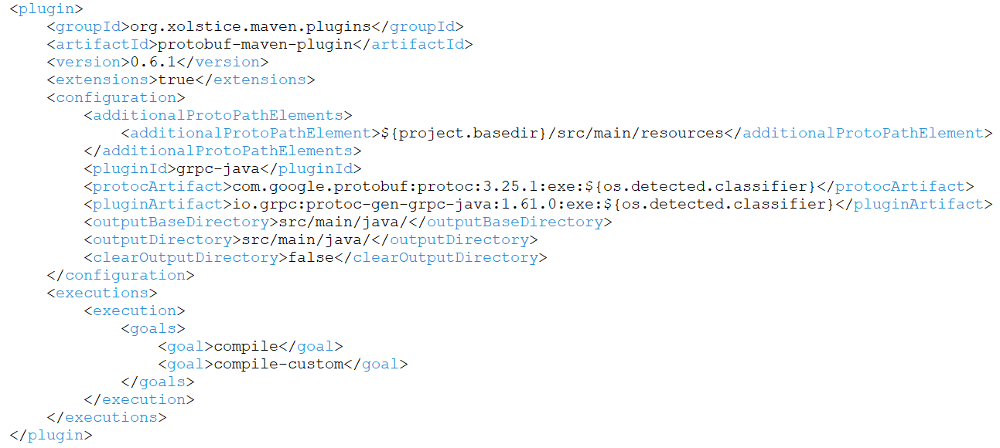 <plugin>
    <groupId>org.xolstice.maven.plugins</groupId>
    <artifactId>protobuf-maven-plugin</artifactId>
    <version>0.6.1</version>
    <extensions>true</extensions>
    <configuration>
        <additionalProtoPathElements>
            <additionalProtoPathElement>${project.basedir}/src/main/resources</additionalProtoPathElement>
        </additionalProtoPathElements>
        <pluginId>grpc-java</pluginId>
        <protocArtifact>com.google.protobuf:protoc:3.25.1:exe:${os.detected.classifier}</protocArtifact>
        <pluginArtifact>io.grpc:protoc-gen-grpc-java:1.61.0:exe:${os.detected.classifier}</pluginArtifact>
        <outputBaseDirectory>src/main/java/</outputBaseDirectory>
        <outputDirectory>src/main/java/</outputDirectory>
        <clearOutputDirectory>false</clearOutputDirectory>
    </configuration>
    <executions>
        <execution>
            <goals>
                <goal>compile</goal>
                <goal>compile-custom</goal>
            </goals>
        </execution>
    </executions>
</plugin>